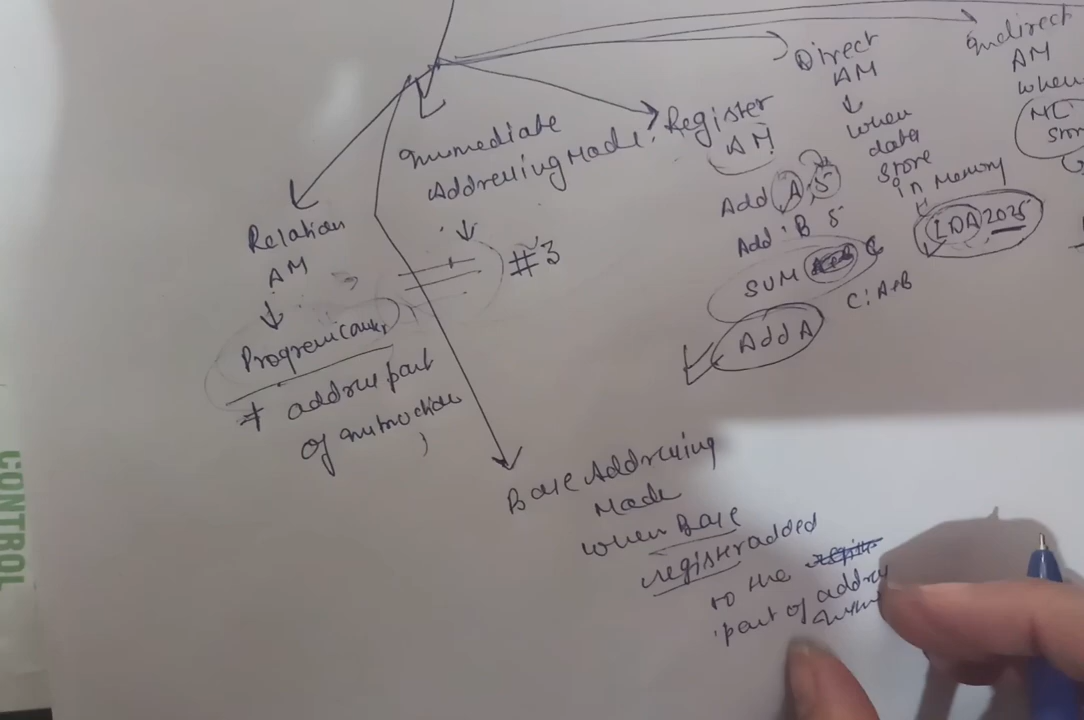 Relation
AM
Program Counter
+ address part
of instruction
Immediate
Addressing Mode:
#3
Register
AM
Add A, 5
Add B 5
SUM
C: A+B
Add A
Direct
AM
when
data
store
in Memory
LDA 2025
Indirect
AM
when
Base Addressing
Mode
when Base
register added
to the
part of address
CONTROL